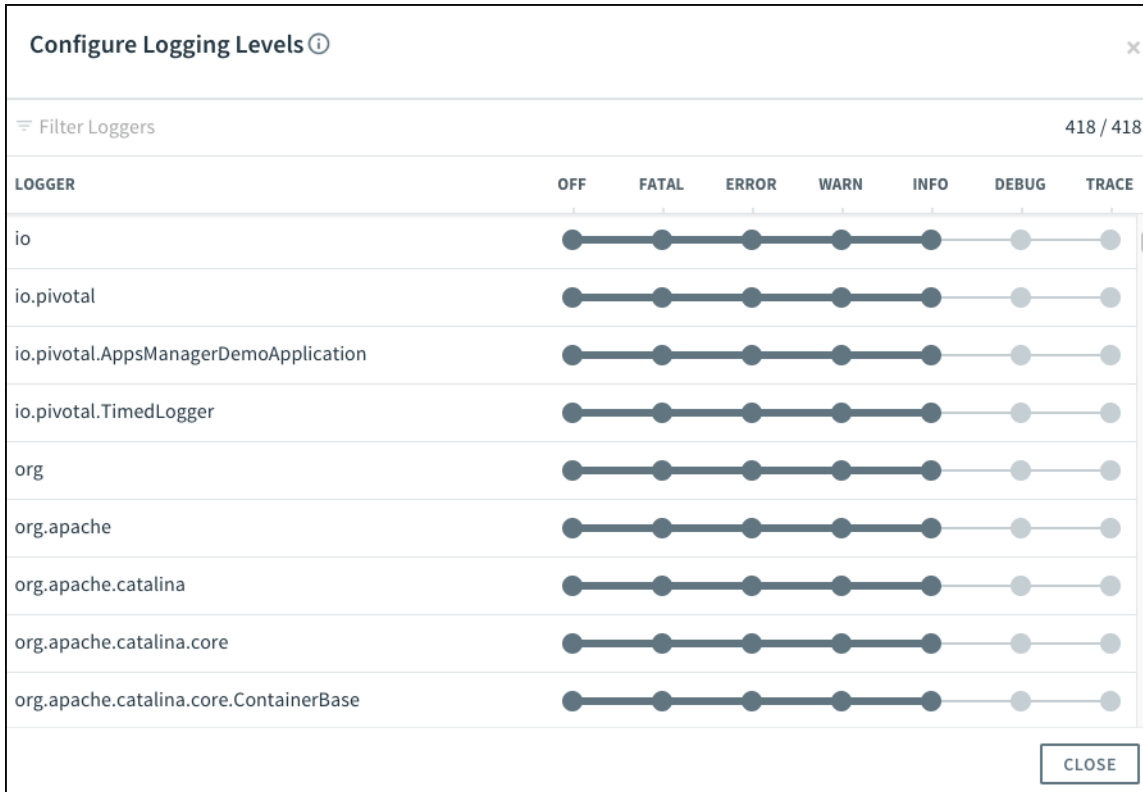 Configure Logging Levels
Filter Loggers 418 / 418
LOGGER OFF FATAL ERROR WARN INFO DEBUG TRACE
io
io.pivotal
io.pivotal.AppsManagerDemoApplication
io.pivotal.TimedLogger
org
org.apache
org.apache.catalina
org.apache.catalina.core
org.apache.catalina.core.ContainerBase
CLOSE